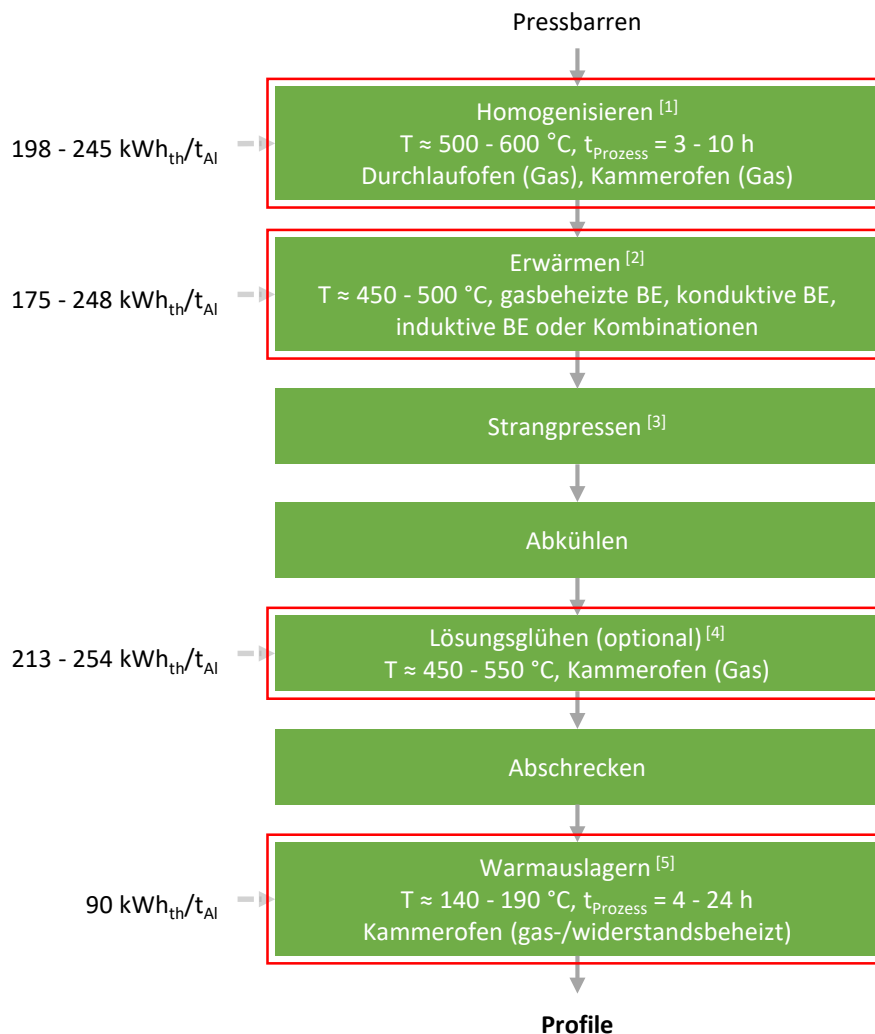 Pressbarren
Homogenisieren [1]
198 - 245 kWhth/tAl
T ≈ 500 - 600 °C, tProzess = 3 - 10 h
Durchlaufofen (Gas), Kammerofen (Gas)
Erwärmen [2]
175 - 248 kWhth/tAl
T ≈ 450 - 500 °C, gasbeheizte BE, konduktive BE,
induktive BE oder Kombinationen
Strangpressen [3]
Abkühlen
213 - 254 kWhth/tAl
Lösungsglühen (optional) [4]
T ≈ 450 - 550 °C, Kammerofen (Gas)
Abschrecken
Warmauslagern [5]
90 kWhth/tAl
T ≈ 140 - 190 °C, tProzess = 4 - 24 h
Kammerofen (gas-/widerstandsbeheizt)
Profile